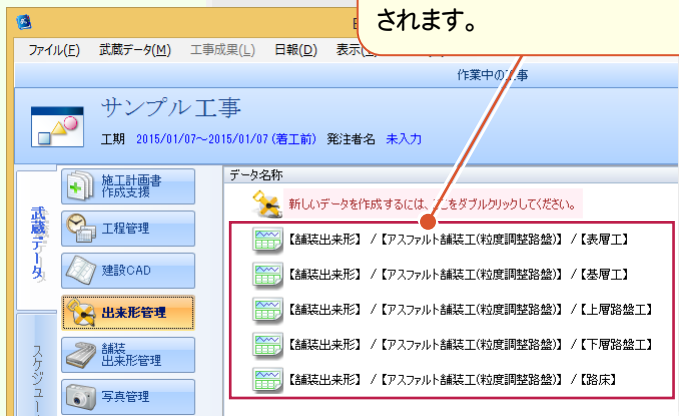 されます。
ファイル(F) 武蔵データ(M) 工事成果(L) 日報(D) 表示(
作業中の工事
サンプル工事
工期 2015/01/07～2015/01/07(着工前) 発注者名 未入力
武蔵データ
スケジュー
施工計画書
作成支援
工程管理
建設CAD
出来形管理
舗装
出来形管理
写真管理
データ名称
新しいデータを作成するには、ここをダブルクリックしてください。
【舗装出来形】 / 【アスファルト舗装工(粒度調整路盤)】 / 【表層工】
【舗装出来形】 / 【アスファルト舗装工(粒度調整路盤)】 / 【基層工】
【舗装出来形】 / 【アスファルト舗装工(粒度調整路盤)】 / 【上層路盤工】
【舗装出来形】 / 【アスファルト舗装工(粒度調整路盤)】 / 【下層路盤工】
【舗装出来形】 / 【アスファルト舗装工(粒度調整路盤)】 / 【路床】